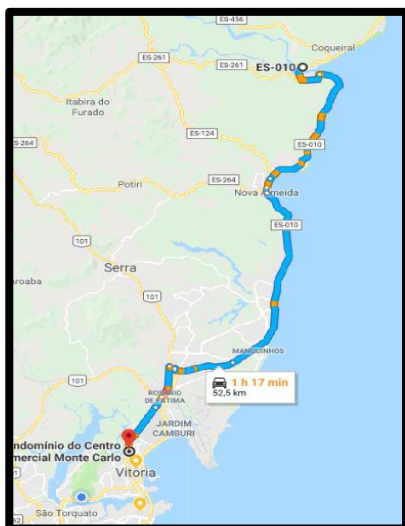 ES-456
Coqueiral
ES-261
ES-261
ES-010
Itabira do
Furado
ES-124
ES-010
ES-264
Potiri
ES-264
Nova Almeida
101
ES-010
Serra
Aroaba
101
MANGUINHOS
101
1 h 17 min
52,5 km
ROSÁRIO
DE FÁTIMA
JARDIM
CAMBURI
ndomínio do Centro
mercial Monte Carlo
Vitória
São Torquato